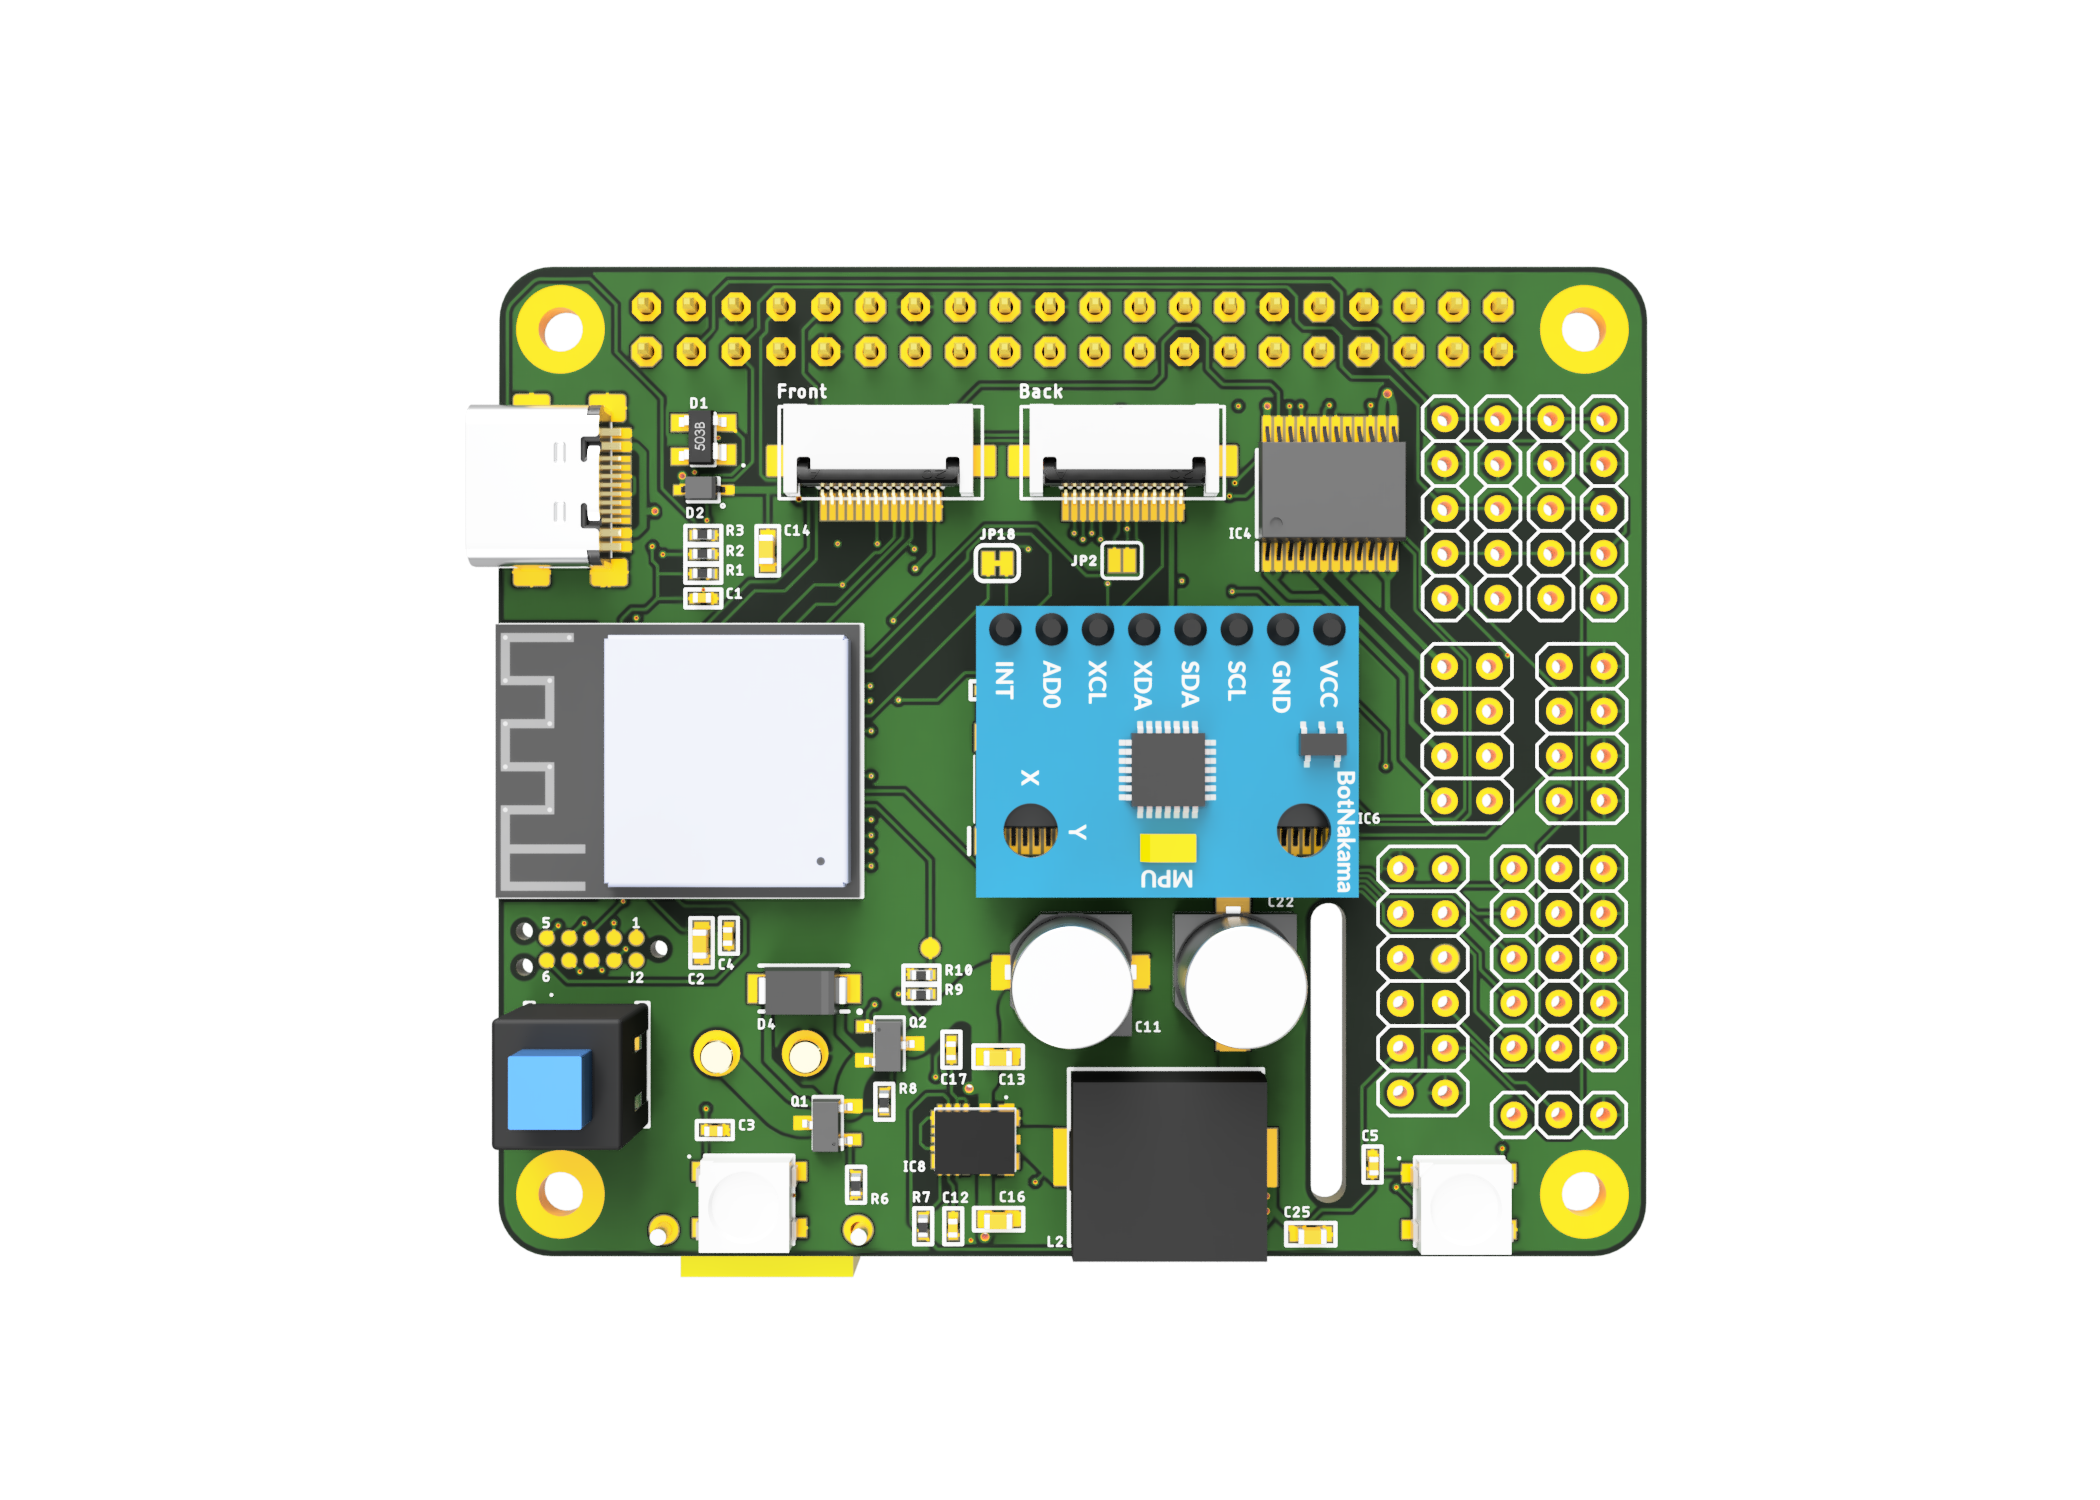 Front
Back
D1
503B
D2
R3
R2
R1
C1
C14
JP18
JP2
IC4
INT
AD0
XCL
XDA
SDA
SCL
GND
VCC
X
Y
MPU
BotNakama
IC6
5
1
6
J2
C2
C4
C22
R10
R9
D4
Q2
C11
C17
C13
R8
Q1
C3
IC8
C5
R6
R7
C12
C16
L2
C25